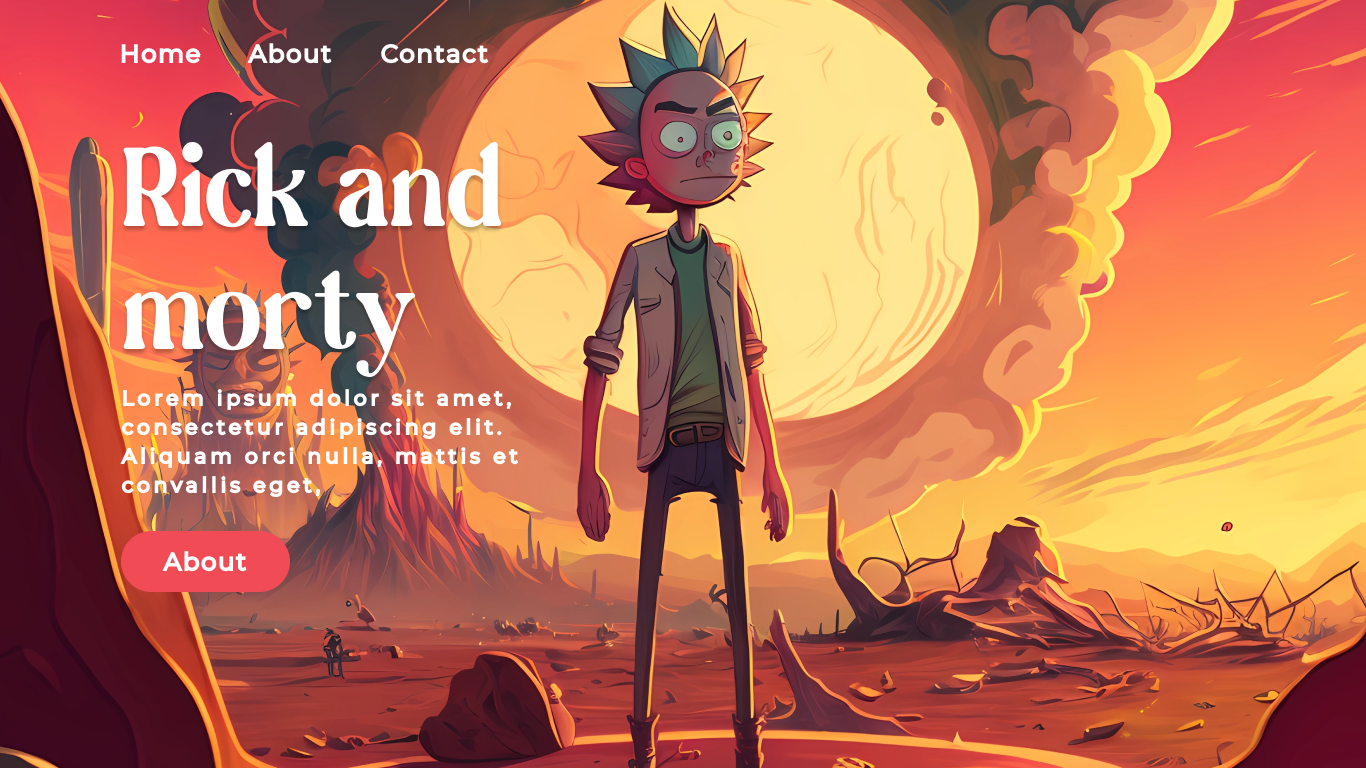 Home About Contact
Rick and
morty
Lorem ipsum dolor sit amet,
consectetur adipiscing elit.
Aliquam orci nulla, mattis et
convallis eget,
About